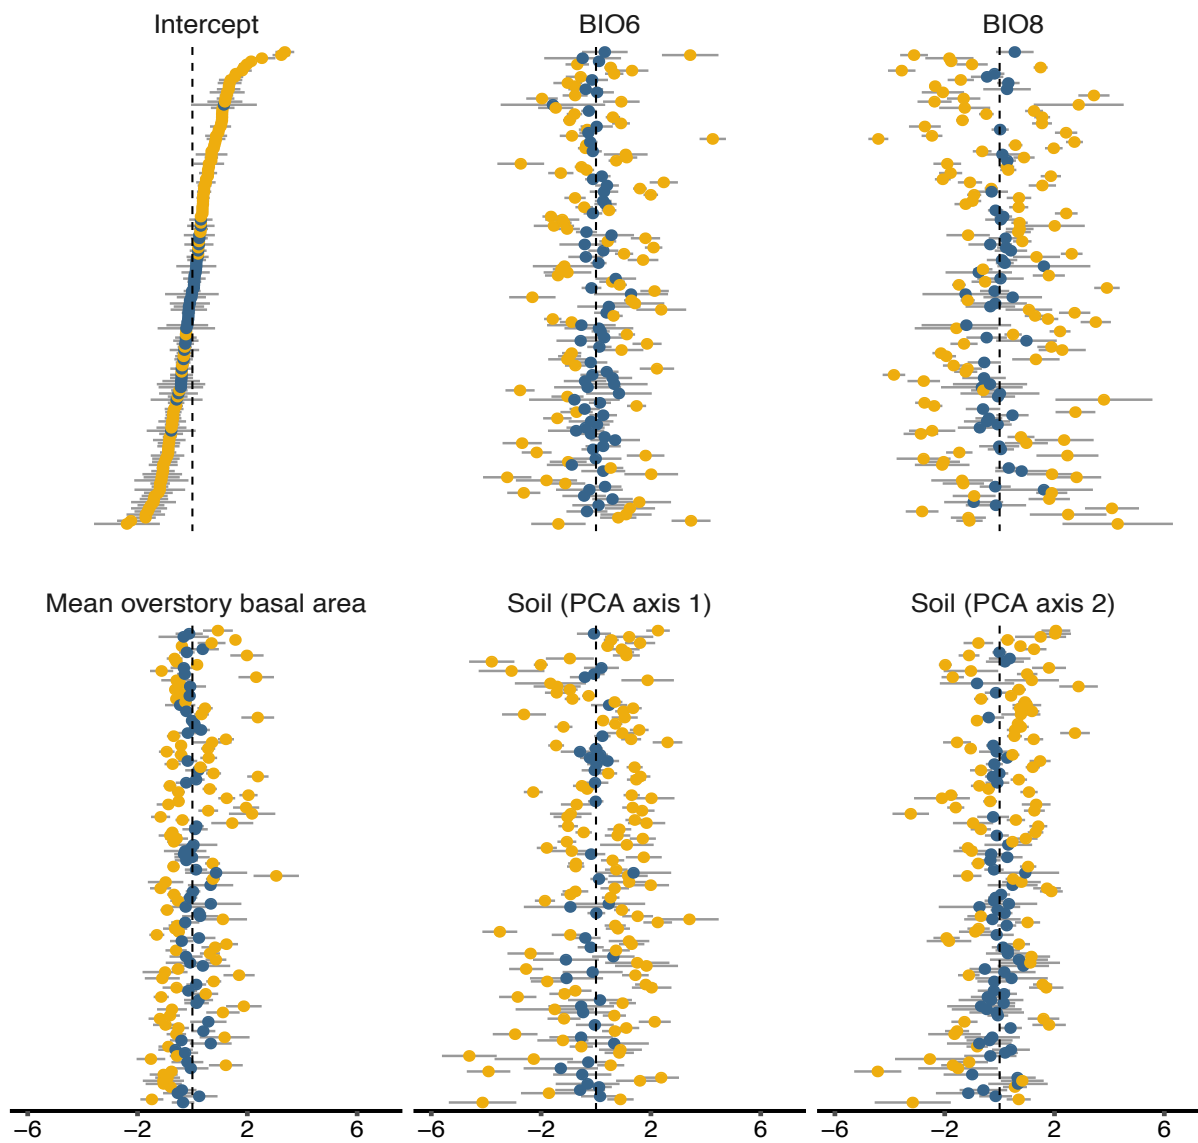 Intercept
BIO6
BIO8
Mean overstory basal area
Soil (PCA axis 1)
Soil (PCA axis 2)
−6 −2 2 6
−6 −2 2 6
−6 −2 2 6